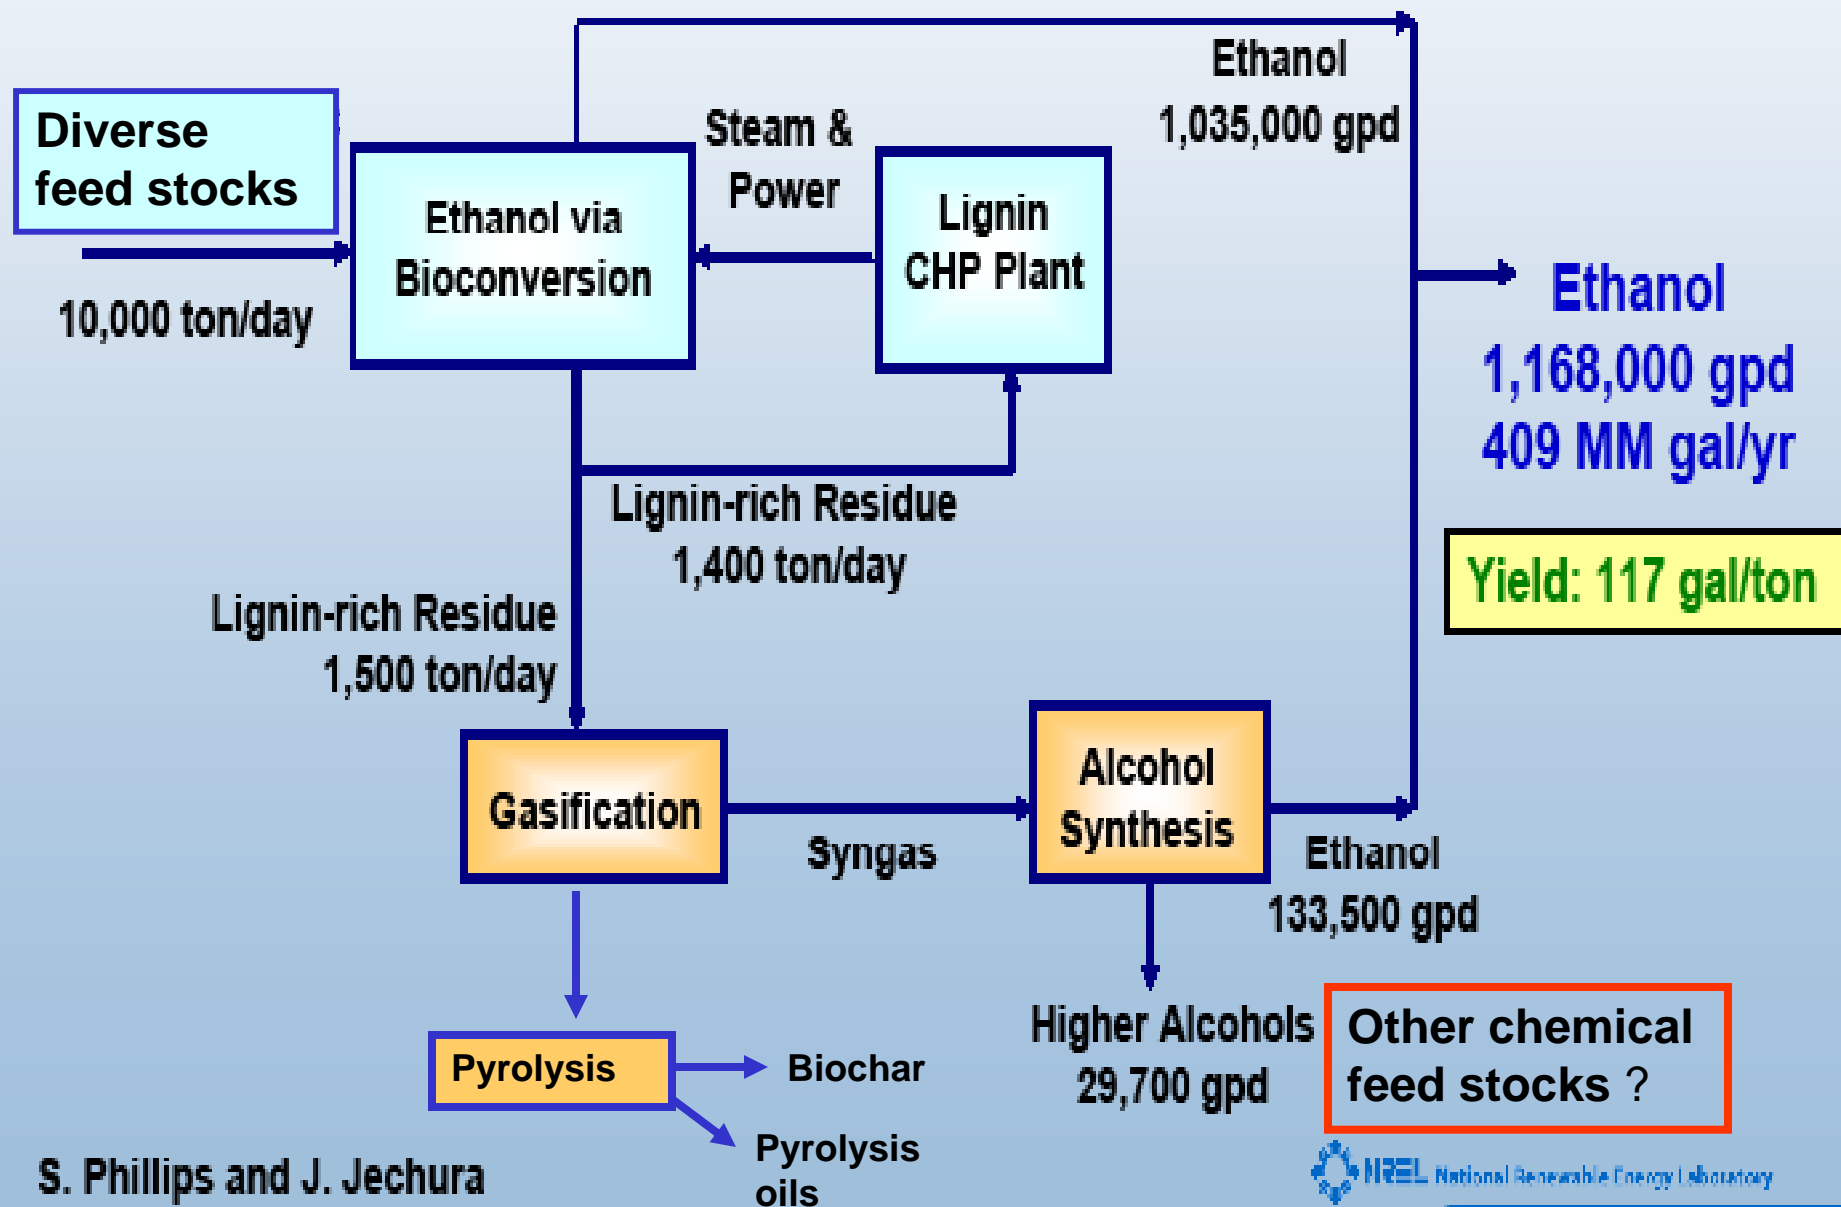 Diverse
feed stocks
10,000 ton/day
Ethanol via
Bioconversion
Steam &
Power
Lignin
CHP Plant
Ethanol
1,035,000 gpd
Ethanol
1,168,000 gpd
409 MM gal/yr
Yield: 117 gal/ton
Lignin-rich Residue
1,400 ton/day
Lignin-rich Residue
1,500 ton/day
Gasification
Syngas
Alcohol
Synthesis
Ethanol
133,500 gpd
Higher Alcohols
29,700 gpd
Other chemical
feed stocks ?
Pyrolysis
Biochar
Pyrolysis
oils
S. Phillips and J. Jechura
NREL National Renewable Energy Laboratory